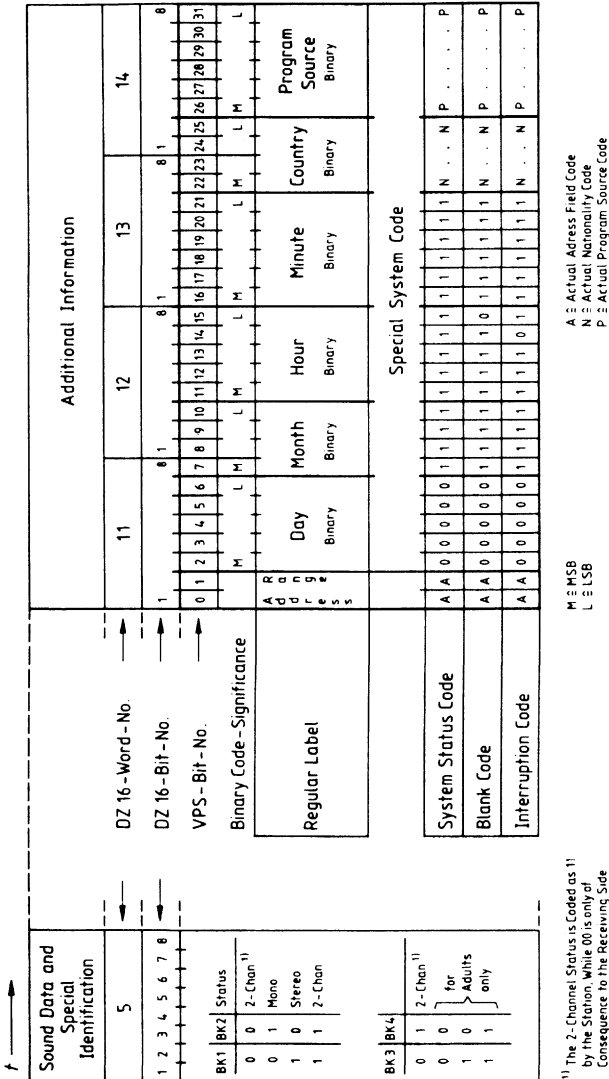 t
Sound Data and Special Identification
Additional Information
5
DZ 16-Word-No.
11 12 13 14
1 2 3 4 5 6 7 8
DZ 16-Bit-No.
1 8 1 8 1 8 1 8
VPS-Bit-No.
0 1 2 3 4 5 6 7 8 9 10 11 12 13 14 15 16 17 18 19 20 21 22 23 24 25 26 27 28 29 30 31
Binary Code-Significance
M L M L M L M L M L M L
BK1 BK2 Status
0 0 2-Chan 1)
0 1 Mono
1 0 Stereo
1 1 2-Chan
Regular Label
Address Range
Day Binary
Month Binary
Hour Binary
Minute Binary
Country Binary
Program Source Binary
Special System Code
BK3 BK4
0 1 2-Chan 1)
0 0 for
1 0 Adults
1 1 only
System Status Code
A A 0 0 0 0 1 1 1 1 1 1 1 1 1 1 1 1 1 1 1 1 N . . N P . . . . P
Blank Code
A A 0 0 0 0 1 1 1 1 1 1 1 1 1 0 1 1 1 1 1 1 N . . N P . . . . P
Interruption Code
A A 0 0 0 0 1 1 1 1 1 1 1 1 0 1 1 1 1 1 1 1 N . . N P . . . . P
1) The 2-Channel Status is Coded as 11
by the Station, While 00 is only of
Consequence to the Receiving Side
M ≙ MSB
L ≙ LSB
A ≙ Actual Adress Field Code
N ≙ Actual Nationality Code
P ≙ Actual Program Source Code